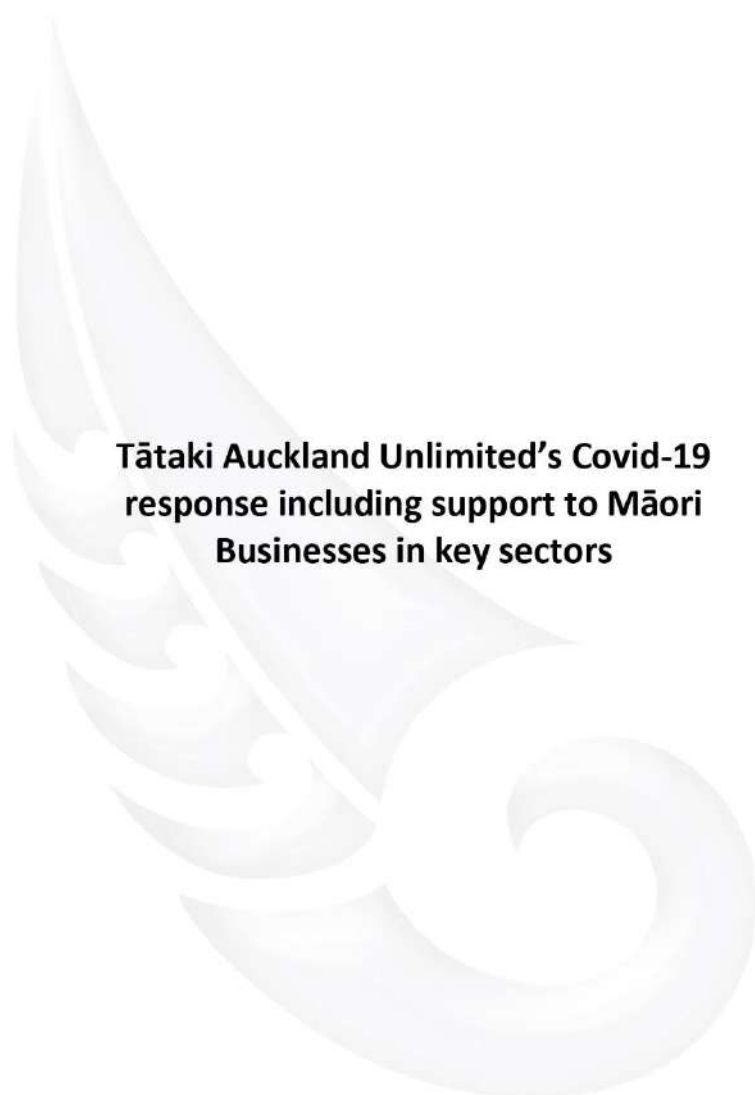 Tātaki Auckland Unlimited’s Covid-19
response including support to Māori
Businesses in key sectors